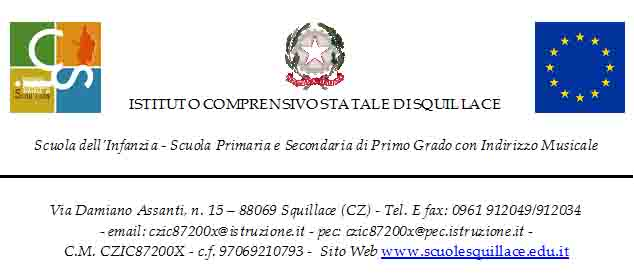 ISTITUTO COMPRENSIVO STATALE DI SQUILLACE
Scuola dell'Infanzia - Scuola Primaria e Secondaria di Primo Grado con Indirizzo Musicale
Via Damiano Assanti, n. 15 – 88069 Squillace (CZ) - Tel. E fax: 0961 912049/912034
- email: czic87200x@istruzione.it - pec: czic87200x@pec.istruzione.it -
C.M. CZIC87200X - c.f. 97069210793 - Sito Web www.scuolesquillace.edu.it